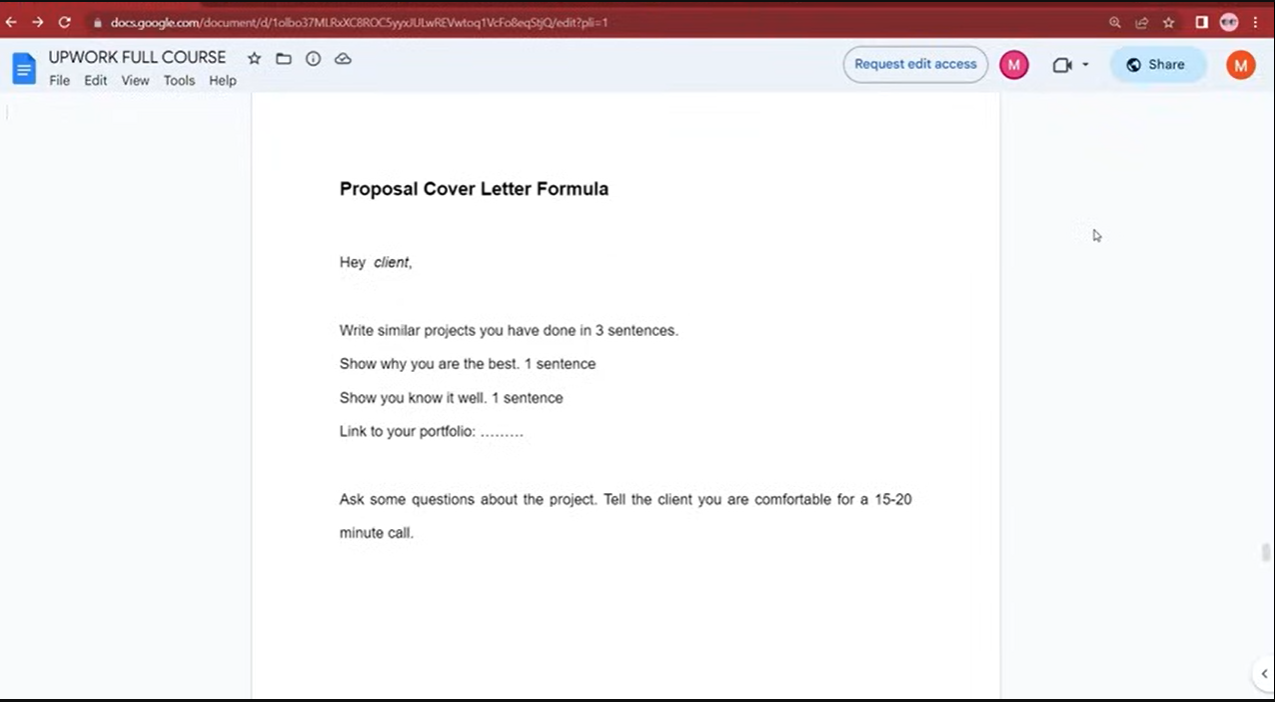 docs.google.com/document/d/1olbo37MLRxXC8ROC5yyxJULwREVwtoq1VcFo8eqStjQ/edit?pli=1
UPWORK FULL COURSE
File Edit View Tools Help
Request edit access
M
Share
M
Proposal Cover Letter Formula
Hey client,
Write similar projects you have done in 3 sentences.
Show why you are the best. 1 sentence
Show you know it well. 1 sentence
Link to your portfolio: .........
Ask some questions about the project. Tell the client you are comfortable for a 15-20
minute call.